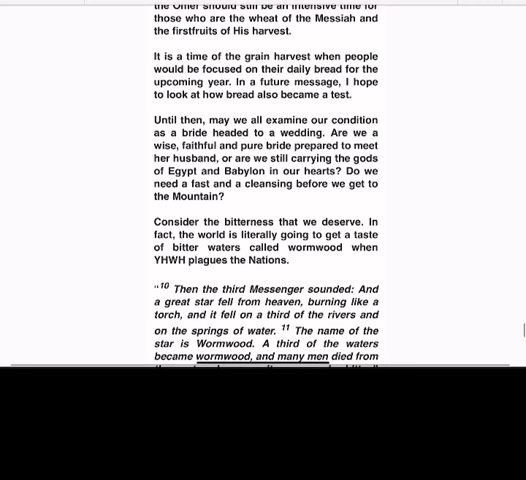 the Omer should still be an intensive time for
those who are the wheat of the Messiah and
the firstfruits of His harvest.
It is a time of the grain harvest when people
would be focused on their daily bread for the
upcoming year. In a future message, I hope
to look at how bread also became a test.
Until then, may we all examine our condition
as a bride headed to a wedding. Are we a
wise, faithful and pure bride prepared to meet
her husband, or are we still carrying the gods
of Egypt and Babylon in our hearts? Do we
need a fast and a cleansing before we get to
the Mountain?
Consider the bitterness that we deserve. In
fact, the world is literally going to get a taste
of bitter waters called wormwood when
YHWH plagues the Nations.
"10 Then the third Messenger sounded: And
a great star fell from heaven, burning like a
torch, and it fell on a third of the rivers and
on the springs of water. 11 The name of the
star is Wormwood. A third of the waters
became wormwood, and many men died from